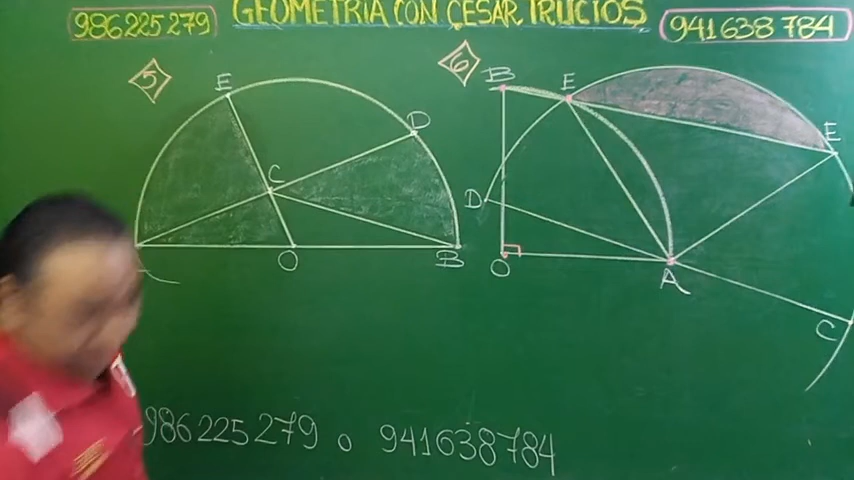 986225279
GEOMETRIA CON CESAR TRUCIOS
941638784
5
E
D
C
O
B
6
B
E
E
D
O
A
C
986225279 o 941638784